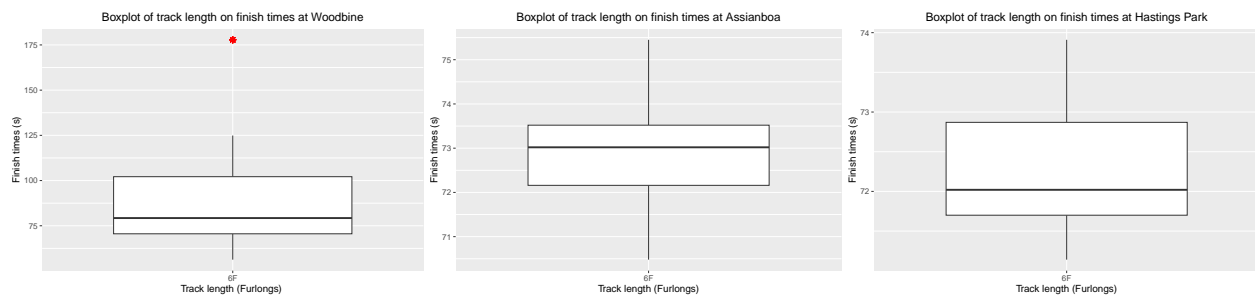 Boxplot of track length on finish times at Woodbine
Finish times (s)
175
150
125
100
75
6F
Track length (Furlongs)
Boxplot of track length on finish times at Assianboa
Finish times (s)
75
74
73
72
71
6F
Track length (Furlongs)
Boxplot of track length on finish times at Hastings Park
Finish times (s)
74
73
72
6F
Track length (Furlongs)